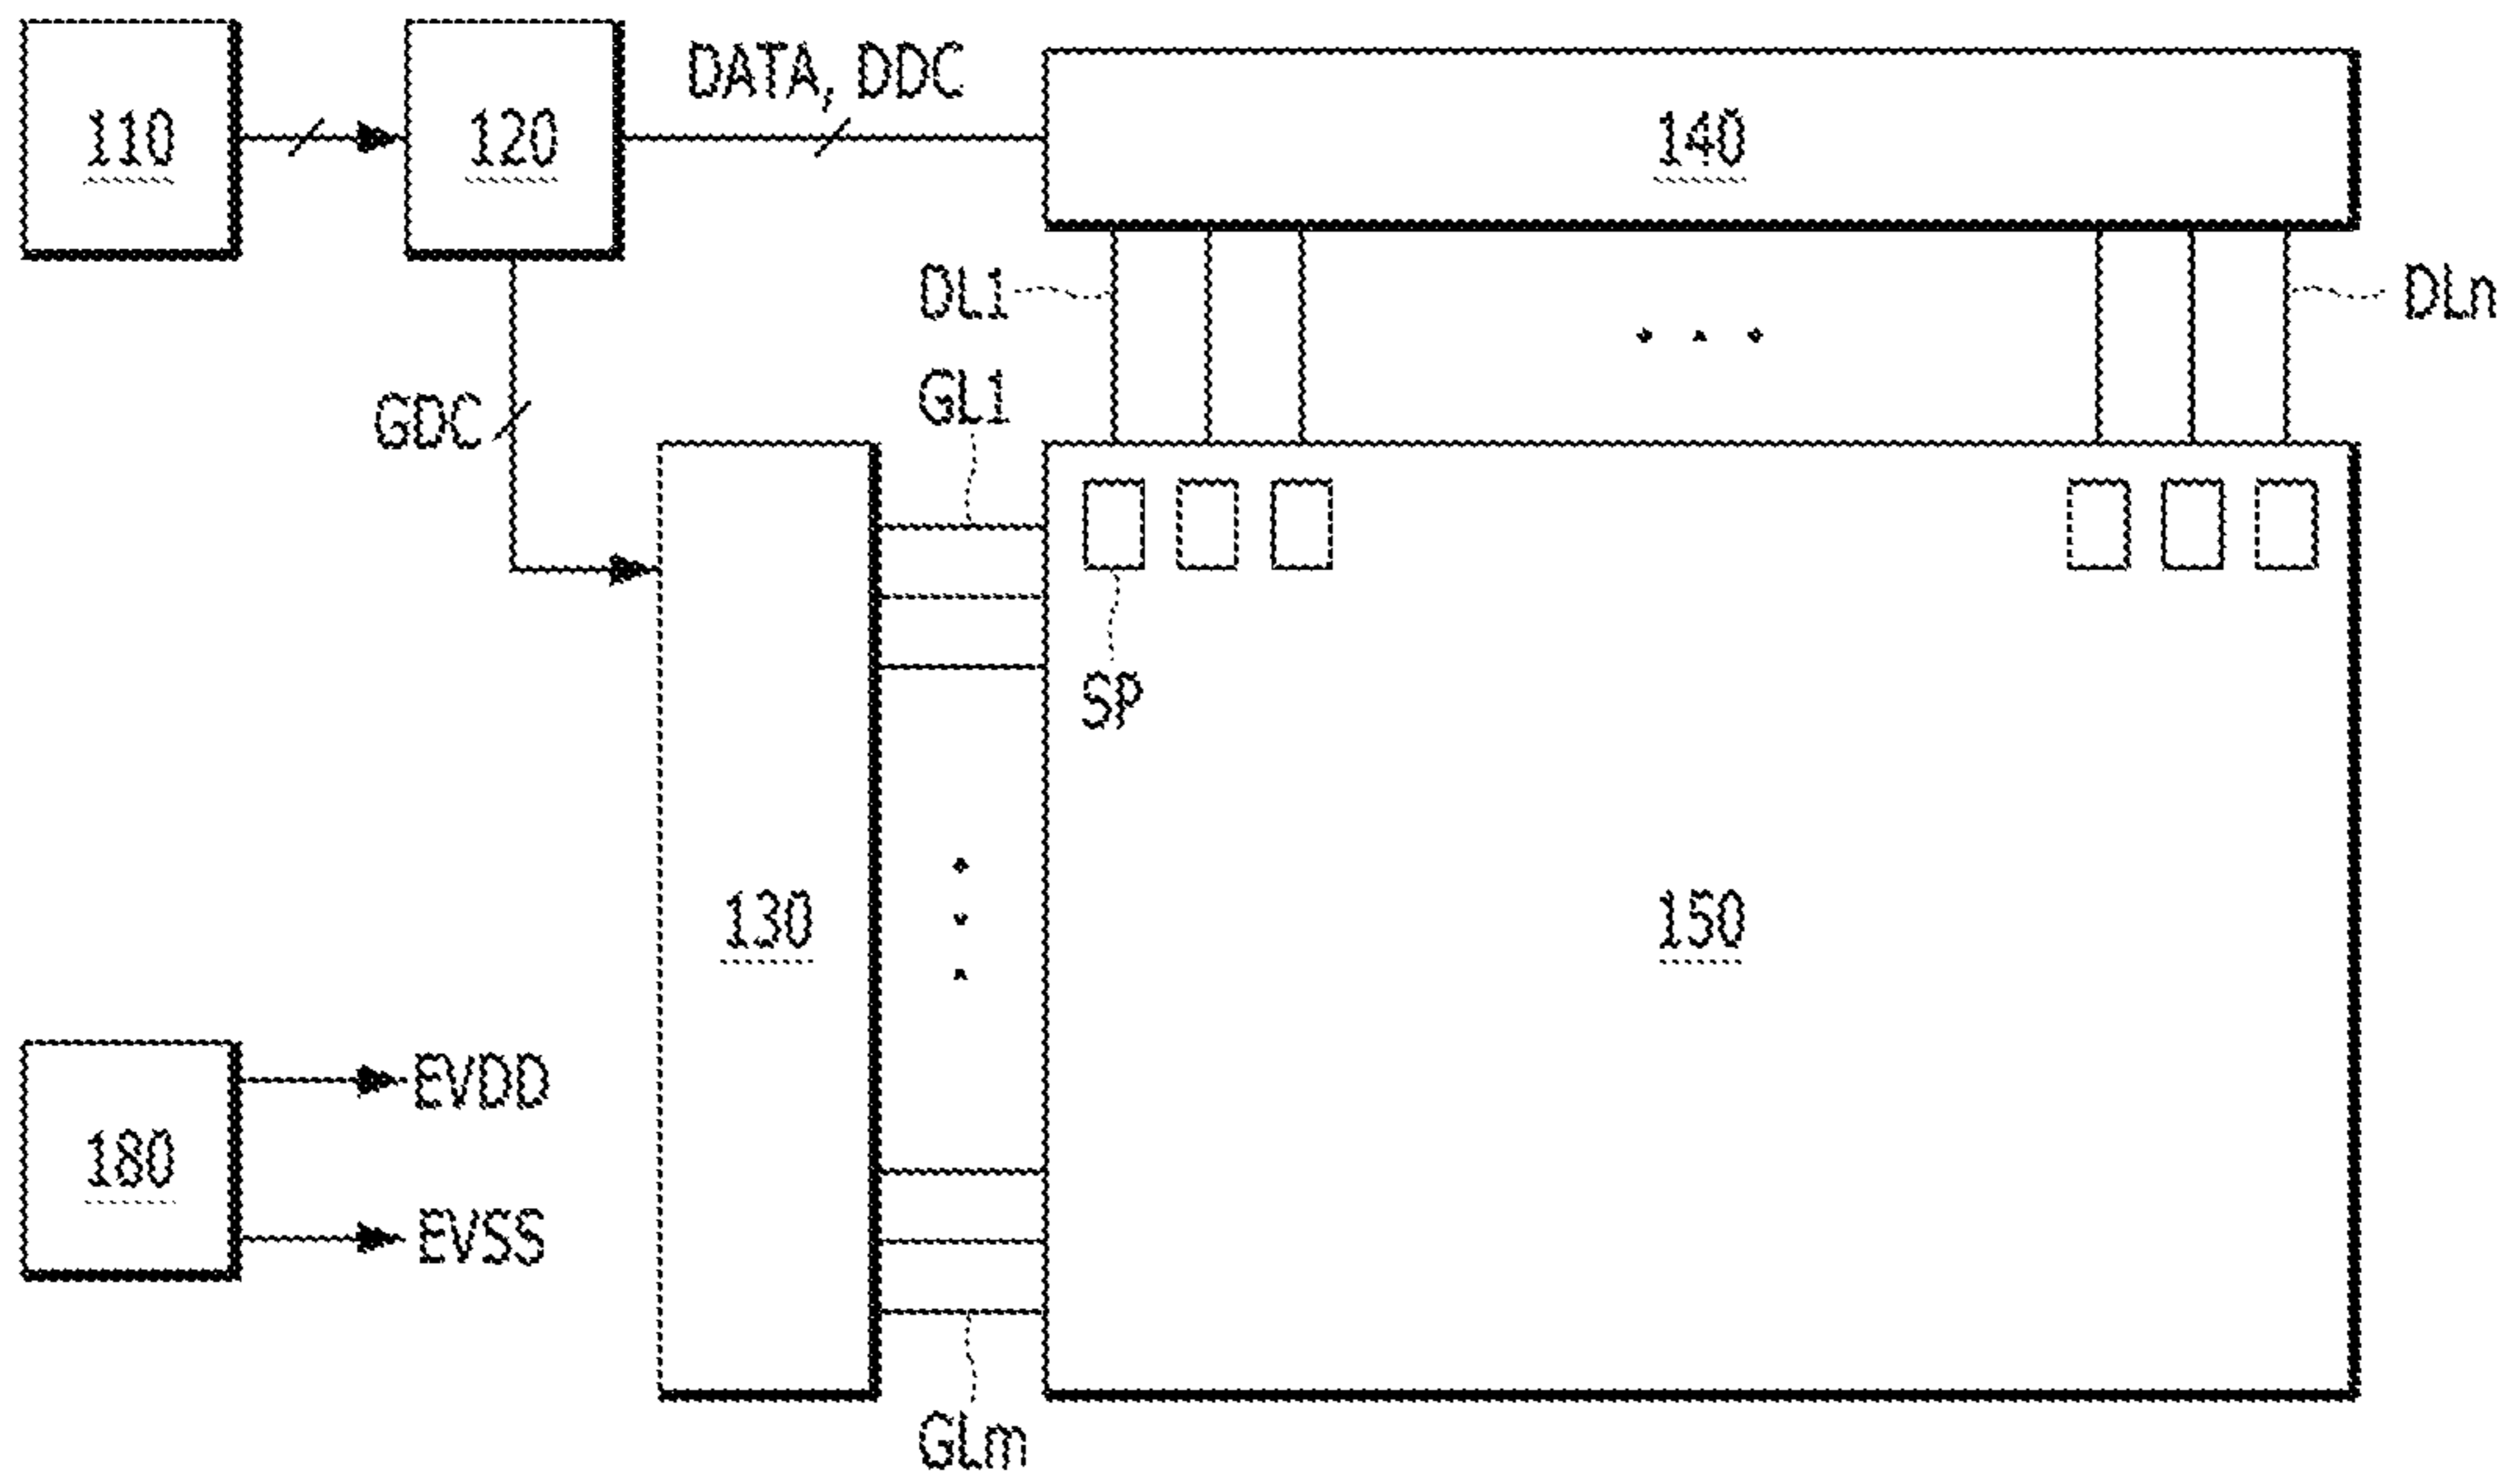 110
120
DATA, DDC
140
DL1
DLn
GL1
GDC
SP
130
150
EVDD
180
EVSS
GLm